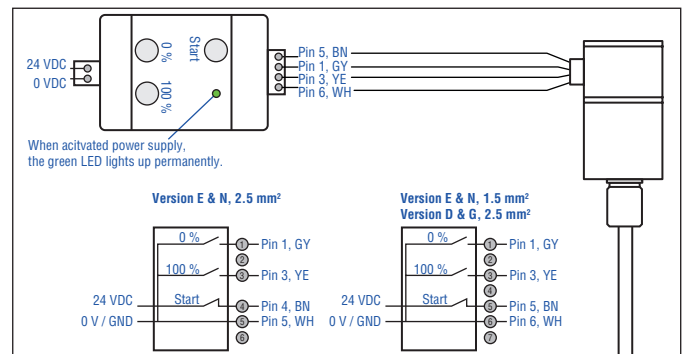 24 VDC
0 VDC
0 %
Start
100 %
Pin 5, BN
Pin 1, GY
Pin 3, YE
Pin 6, WH
When acitvated power supply,
the green LED lights up permanently.
Version E & N, 2.5 mm²
0 %
100 %
Start
24 VDC
0 V / GND
1
2
3
4
5
6
Pin 1, GY
Pin 3, YE
Pin 4, BN
Pin 5, WH
Version E & N, 1.5 mm²
Version D & G, 2.5 mm²
0 %
100 %
Start
24 VDC
0 V / GND
1
2
3
4
5
6
7
Pin 1, GY
Pin 3, YE
Pin 5, BN
Pin 6, WH